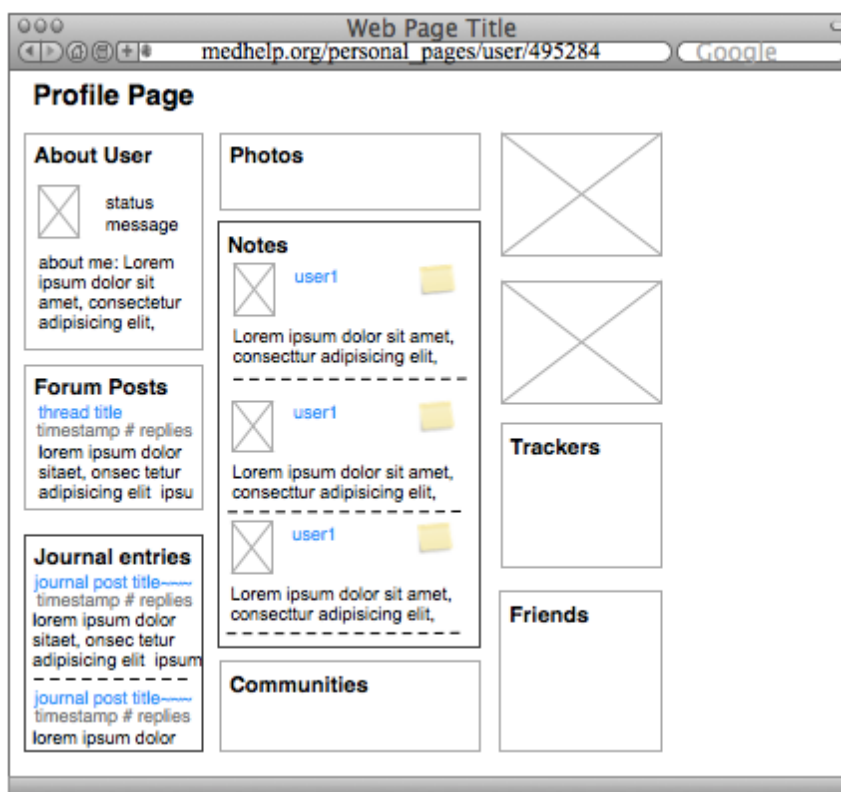 Web Page Title
medhelp.org/personal_pages/user/495284
Google
Profile Page
About User
status
message
about me: Lorem
ipsum dolor sit
amet, consectetur
adipisicing elit,
Forum Posts
thread title
timestamp # replies
lorem ipsum dolor
sitaet, onsec tetur
adipisicing elit ipsu
Journal entries
journal post title~~~
timestamp # replies
lorem ipsum dolor
sitaet, onsec tetur
adipisicing elit ipsum
journal post title~~~
timestamp # replies
lorem ipsum dolor
Photos
Notes
user1
Lorem ipsum dolor sit amet,
consecttur adipisicing elit,
user1
Lorem ipsum dolor sit amet,
consecttur adipisicing elit,
user1
Lorem ipsum dolor sit amet,
consecttur adipisicing elit,
Communities
Trackers
Friends